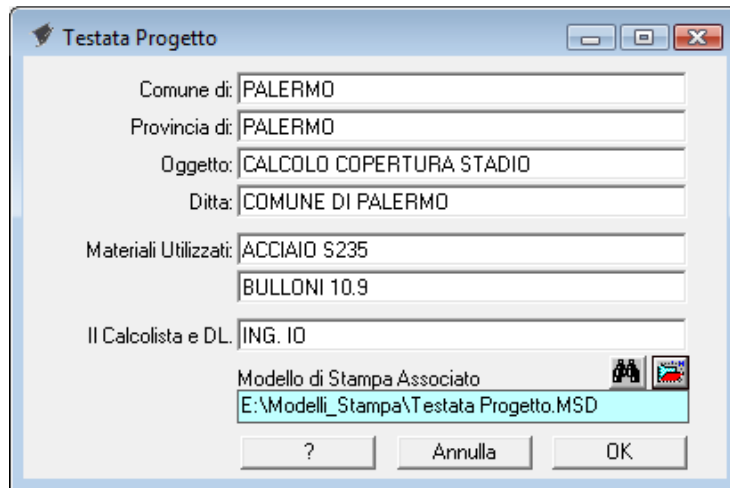 Testata Progetto
Comune di: PALERMO
Provincia di: PALERMO
Oggetto: CALCOLO COPERTURA STADIO
Ditta: COMUNE DI PALERMO
Materiali Utilizzati: ACCIAIO S235
BULLONI 10.9
Il Calcolista e DL. ING. IO
Modello di Stampa Associato
E:\Modelli_Stampa\Testata Progetto.MSD
? Annulla OK